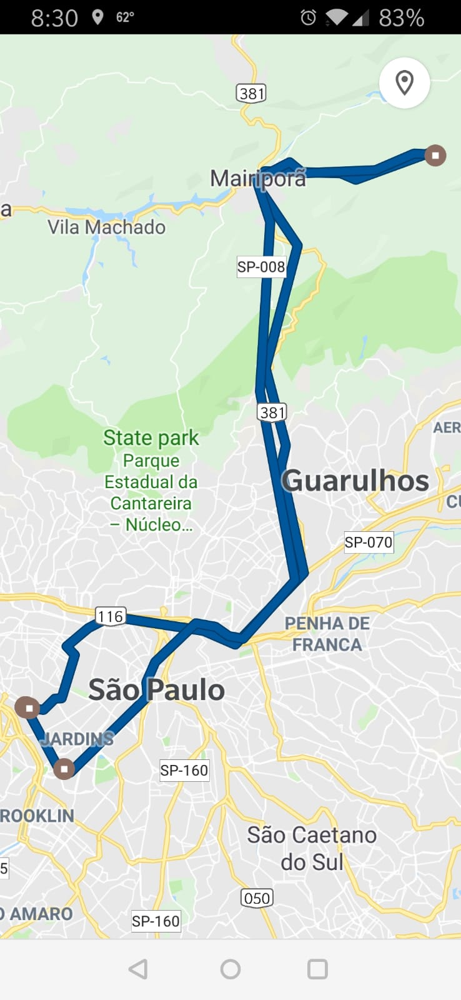 8:30 62° 83%
381
Mairiporã
a
Vila Machado
SP-008
381
State park
Parque
Estadual da
Cantareira
– Núcleo...
AER
Guarulhos
CU
SP-070
116
PENHA DE
FRANCA
São Paulo
JARDINS
SP-160
ROOKLIN
São Caetano
do Sul
5
050
O AMARO
SP-160